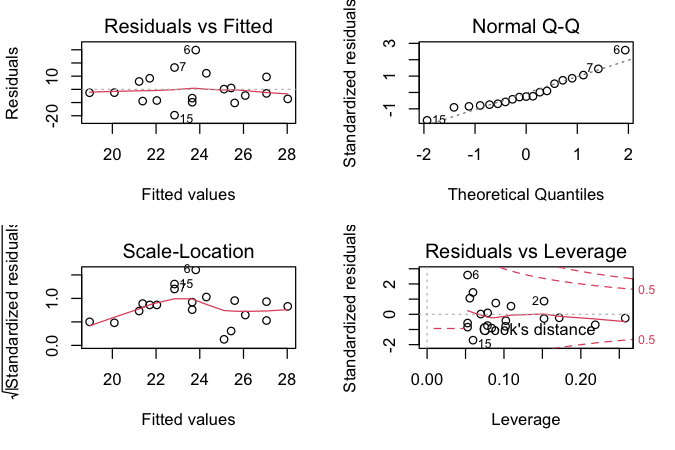 Residuals vs Fitted
Residuals
10
-20
6
7
15
20 22 24 26 28
Fitted values
Normal Q-Q
Standardized residuals
3
1
-1
6
7
15
-2 -1 0 1 2
Theoretical Quantiles
Scale-Location
√|Standardized residuals
1.0
0.0
6
15
7
20 22 24 26 28
Fitted values
Residuals vs Leverage
Standardized residuals
2
0
-2
6
2
15
Cook's distance
0.5
0.5
0.00 0.10 0.20
Leverage